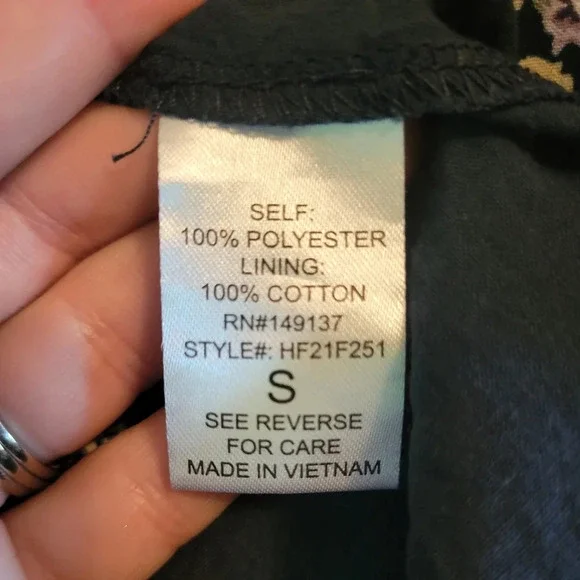 SELF:
100% POLYESTER
LINING:
100% COTTON
RN#149137
STYLE#: HF21F251
S
SEE REVERSE
FOR CARE
MADE IN VIETNAM